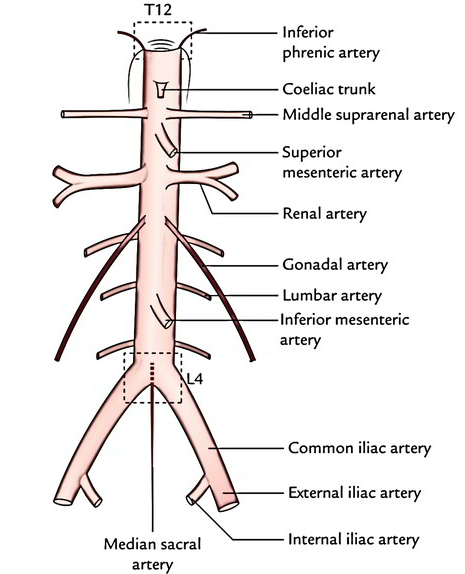 T12
Inferior
phrenic artery
Coeliac trunk
Middle suprarenal artery
Superior
mesenteric artery
Renal artery
Gonadal artery
Lumbar artery
Inferior mesenteric
artery
L4
Common iliac artery
External iliac artery
Internal iliac artery
Median sacral
artery